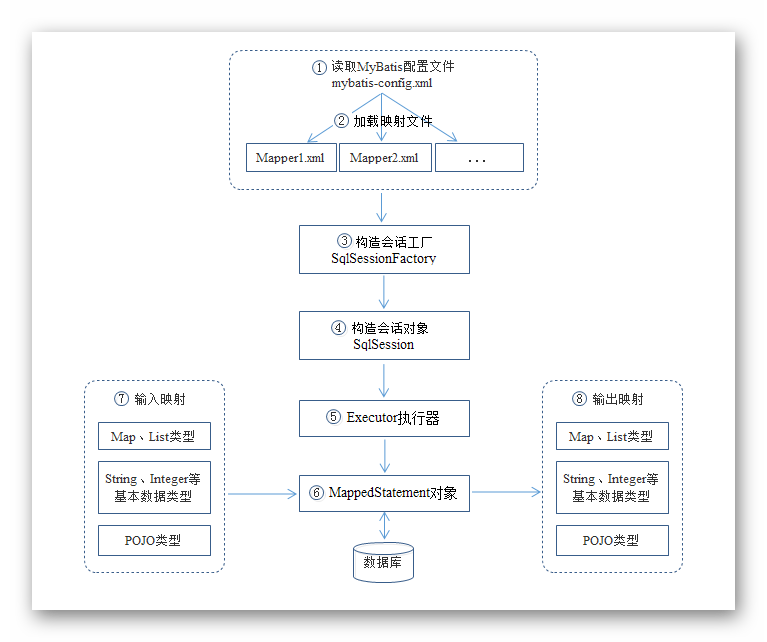 ① 读取MyBatis配置文件
mybatis-config.xml
② 加载映射文件
Mapper1.xml
Mapper2.xml
...
③ 构造会话工厂
SqlSessionFactory
④ 构造会话对象
SqlSession
⑤ Executor执行器
⑥ MappedStatement对象
数据库
⑦ 输入映射
Map、List类型
String、Integer等
基本数据类型
POJO类型
⑧ 输出映射
Map、List类型
String、Integer等
基本数据类型
POJO类型